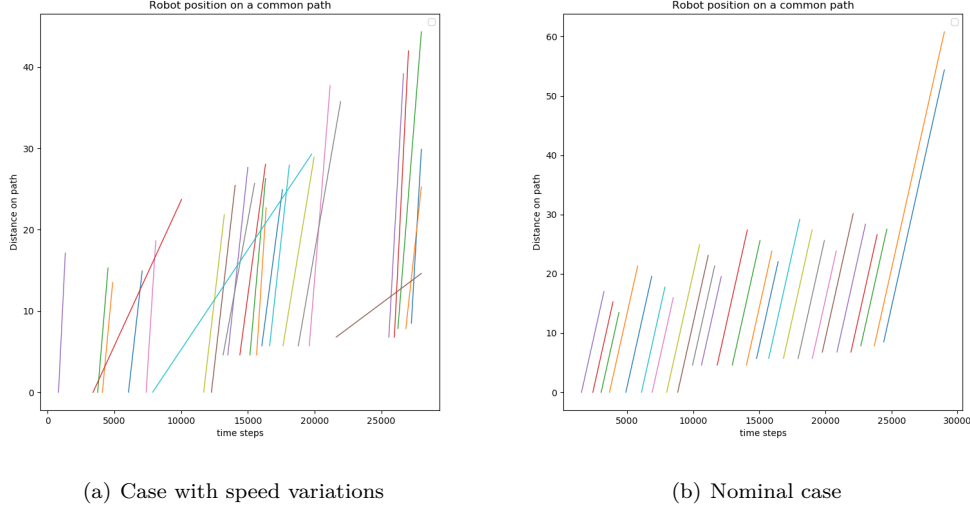 Robot position on a common path
40
30
20
10
0
Distance on path
0 5000 10000 15000 20000 25000
time steps
(a) Case with speed variations
Robot position on a common path
60
50
40
30
20
10
0
Distance on path
5000 10000 15000 20000 25000 30000
time steps
(b) Nominal case